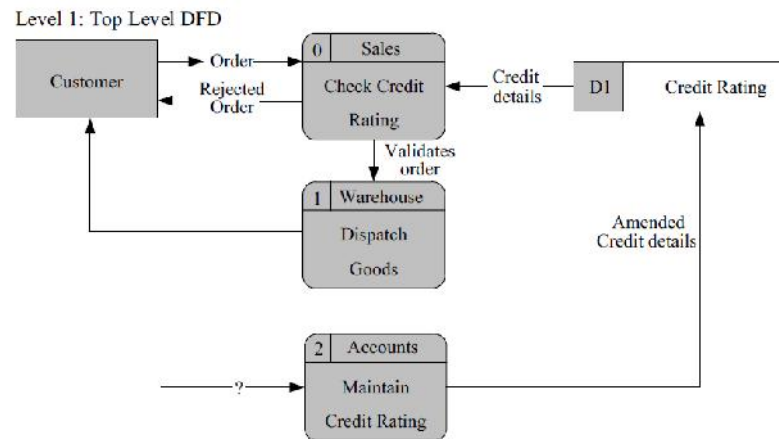 Level 1: Top Level DFD
Customer
Order
Rejected
Order
0 Sales
Check Credit
Rating
Credit
details
D1
Credit Rating
Validates
order
1 Warehouse
Dispatch
Goods
Amended
Credit details
?
2 Accounts
Maintain
Credit Rating